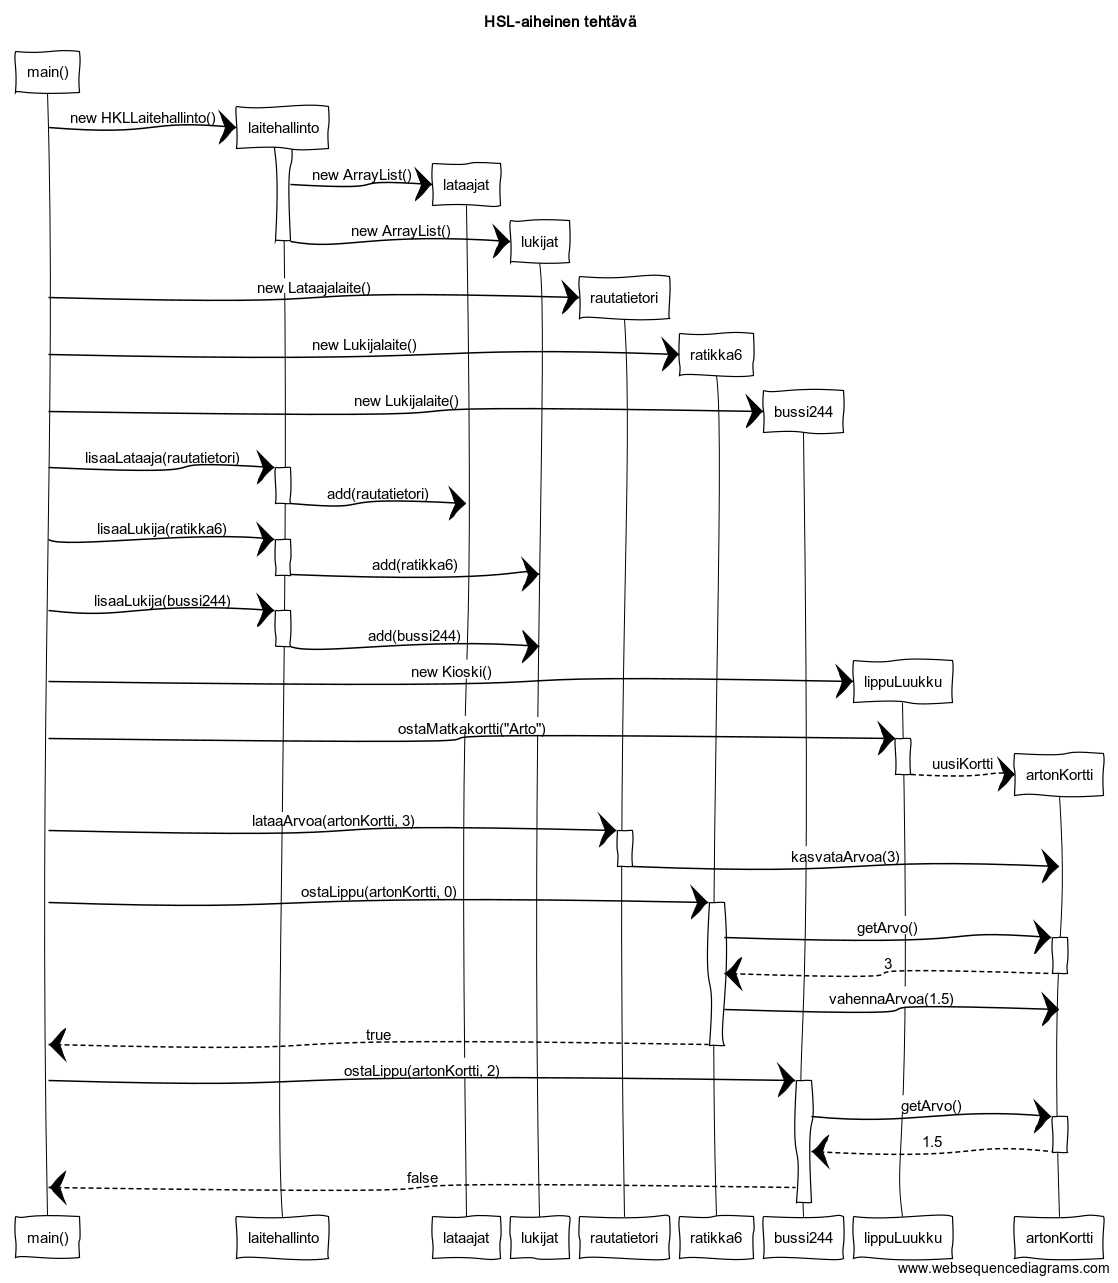 HSL-aiheinen tehtävä
main()
new HKLLaitehallinto()
laitehallinto
new ArrayList()
lataajat
new ArrayList()
lukijat
new Lataajalaite()
rautatietori
new Lukijalaite()
ratikka6
new Lukijalaite()
bussi244
lisaaLataaja(rautatietori)
add(rautatietori)
lisaaLukija(ratikka6)
add(ratikka6)
lisaaLukija(bussi244)
add(bussi244)
new Kioski()
lippuLuukku
ostaMatkakortti("Arto")
uusiKortti
artonKortti
lataaArvoa(artonKortti, 3)
kasvataArvoa(3)
ostaLippu(artonKortti, 0)
getArvo()
3
vahennaArvoa(1.5)
true
ostaLippu(artonKortti, 2)
getArvo()
1.5
false
main()
laitehallinto
lataajat
lukijat
rautatietori
ratikka6
bussi244
lippuLuukku
artonKortti
www.websequencediagrams.com